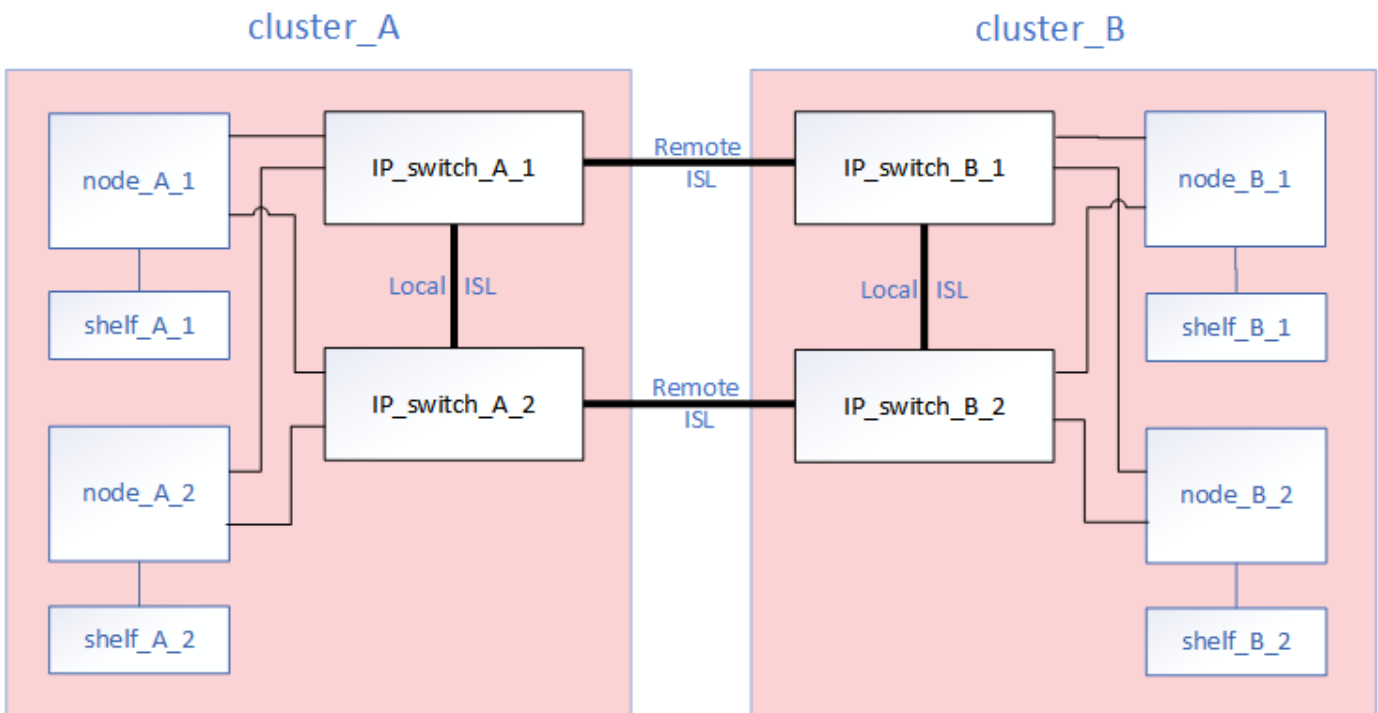 cluster_A
cluster_B
node_A_1
IP_switch_A_1
Remote
ISL
IP_switch_B_1
node_B_1
Local ISL
Local ISL
shelf_A_1
shelf_B_1
IP_switch_A_2
Remote
ISL
IP_switch_B_2
node_A_2
node_B_2
shelf_A_2
shelf_B_2